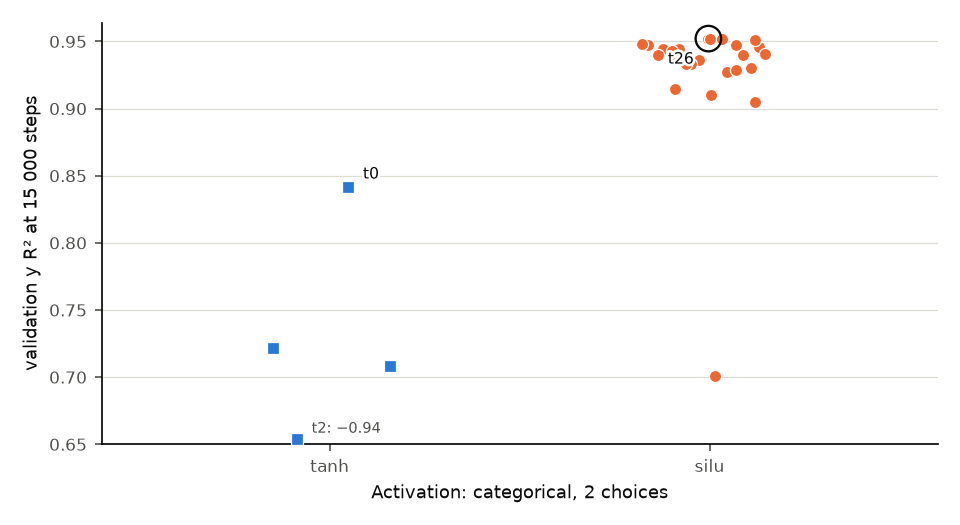 validation y R² at 15 000 steps
0.95
0.90
0.85
0.80
0.75
0.70
0.65
t26
t0
t2: −0.94
tanh
silu
Activation: categorical, 2 choices